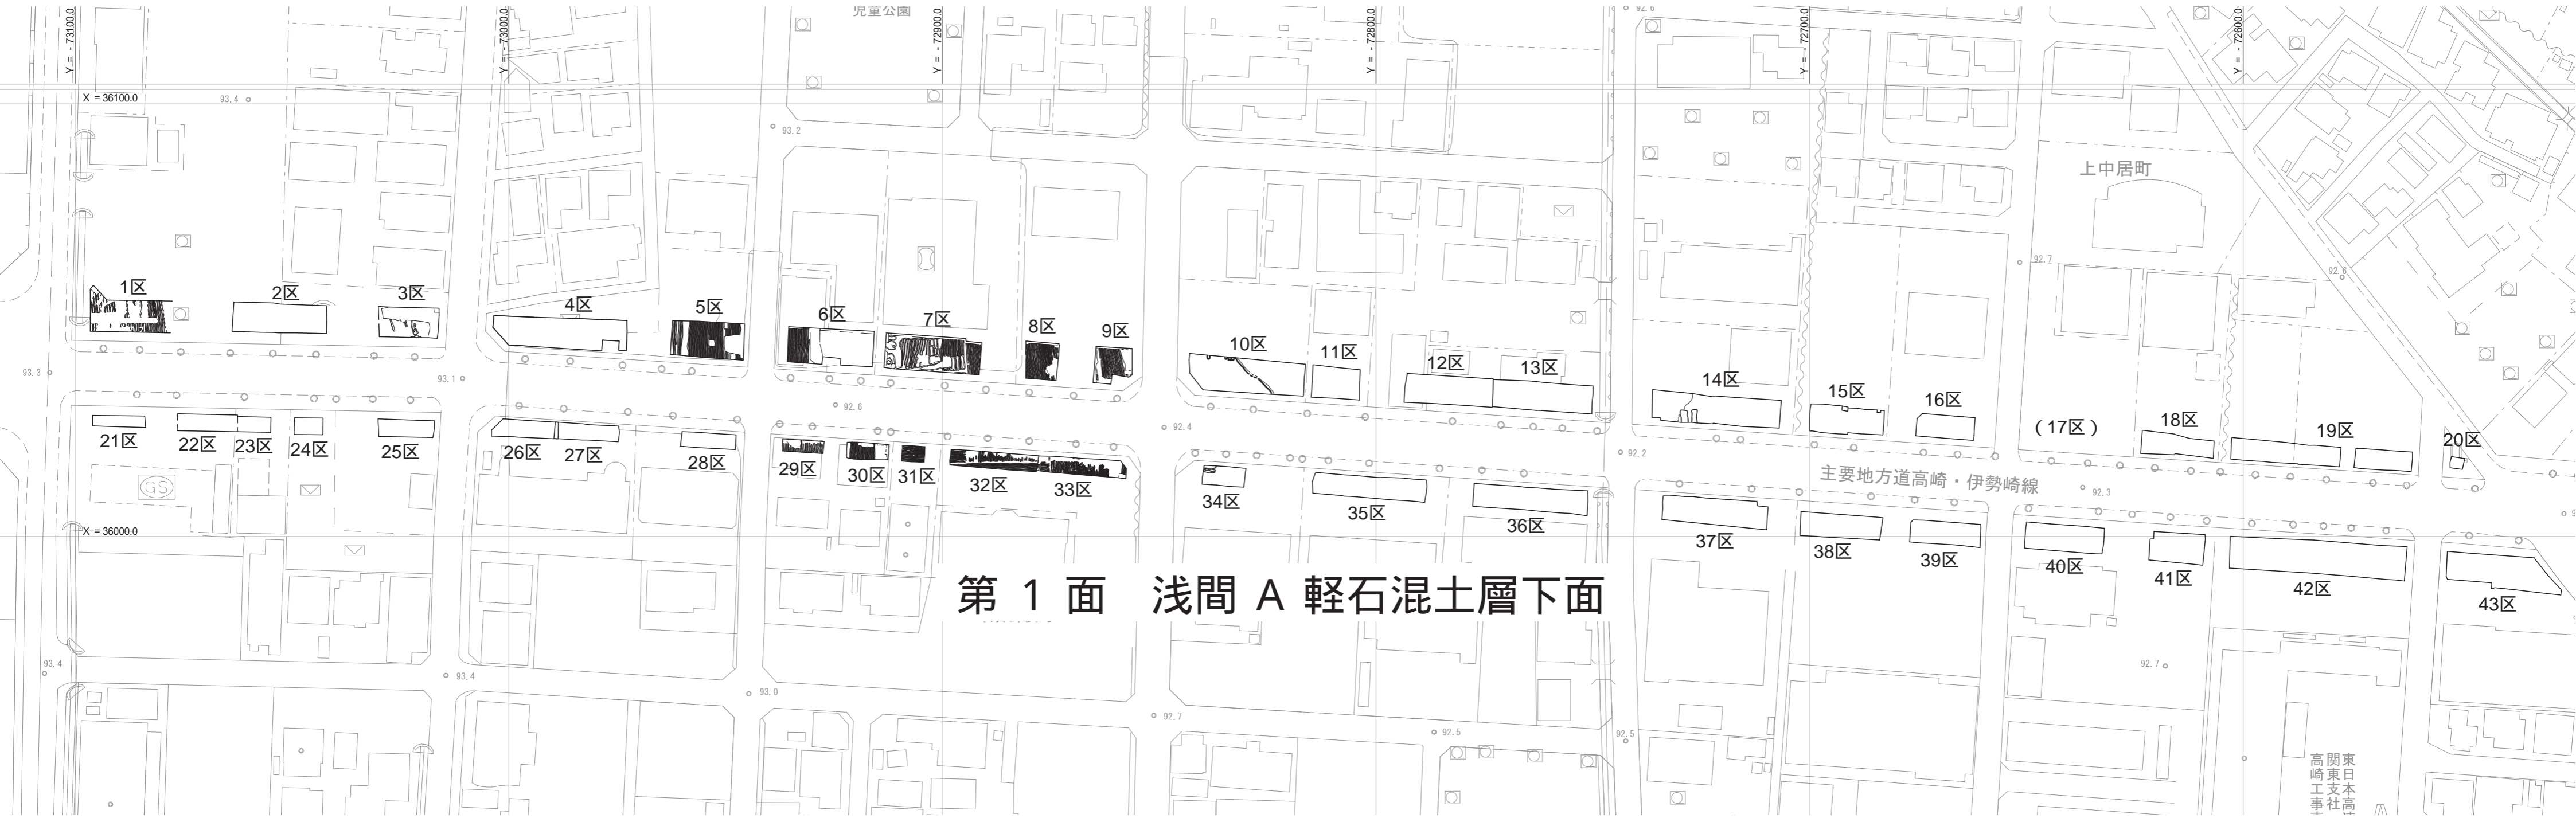 児童公園
Y = - 73100.0
Y = - 73000.0
Y = - 72900.0
Y = - 72800.0
Y = - 72700.0
Y = - 72600.0
92.6
X = 36100.0
93.4
93.2
上中居町
92.7
92.6
1区
2区
3区
4区
5区
6区
7区
8区
9区
10区
11区
12区
13区
14区
15区
16区
(17区)
18区
19区
20区
93.3
93.1
92.6
92.4
92.2
主要地方道高崎・伊勢崎線
92.3
21区
22区
23区
24区
25区
26区
27区
28区
29区
30区
31区
32区
33区
34区
35区
36区
37区
38区
39区
40区
41区
42区
43区
GS
X = 36000.0
第 1 面 浅間 A 軽石混土層下面
93.4
93.4
93.0
92.7
92.5
92.5
92.7
東日本高
関東支社
高崎工事